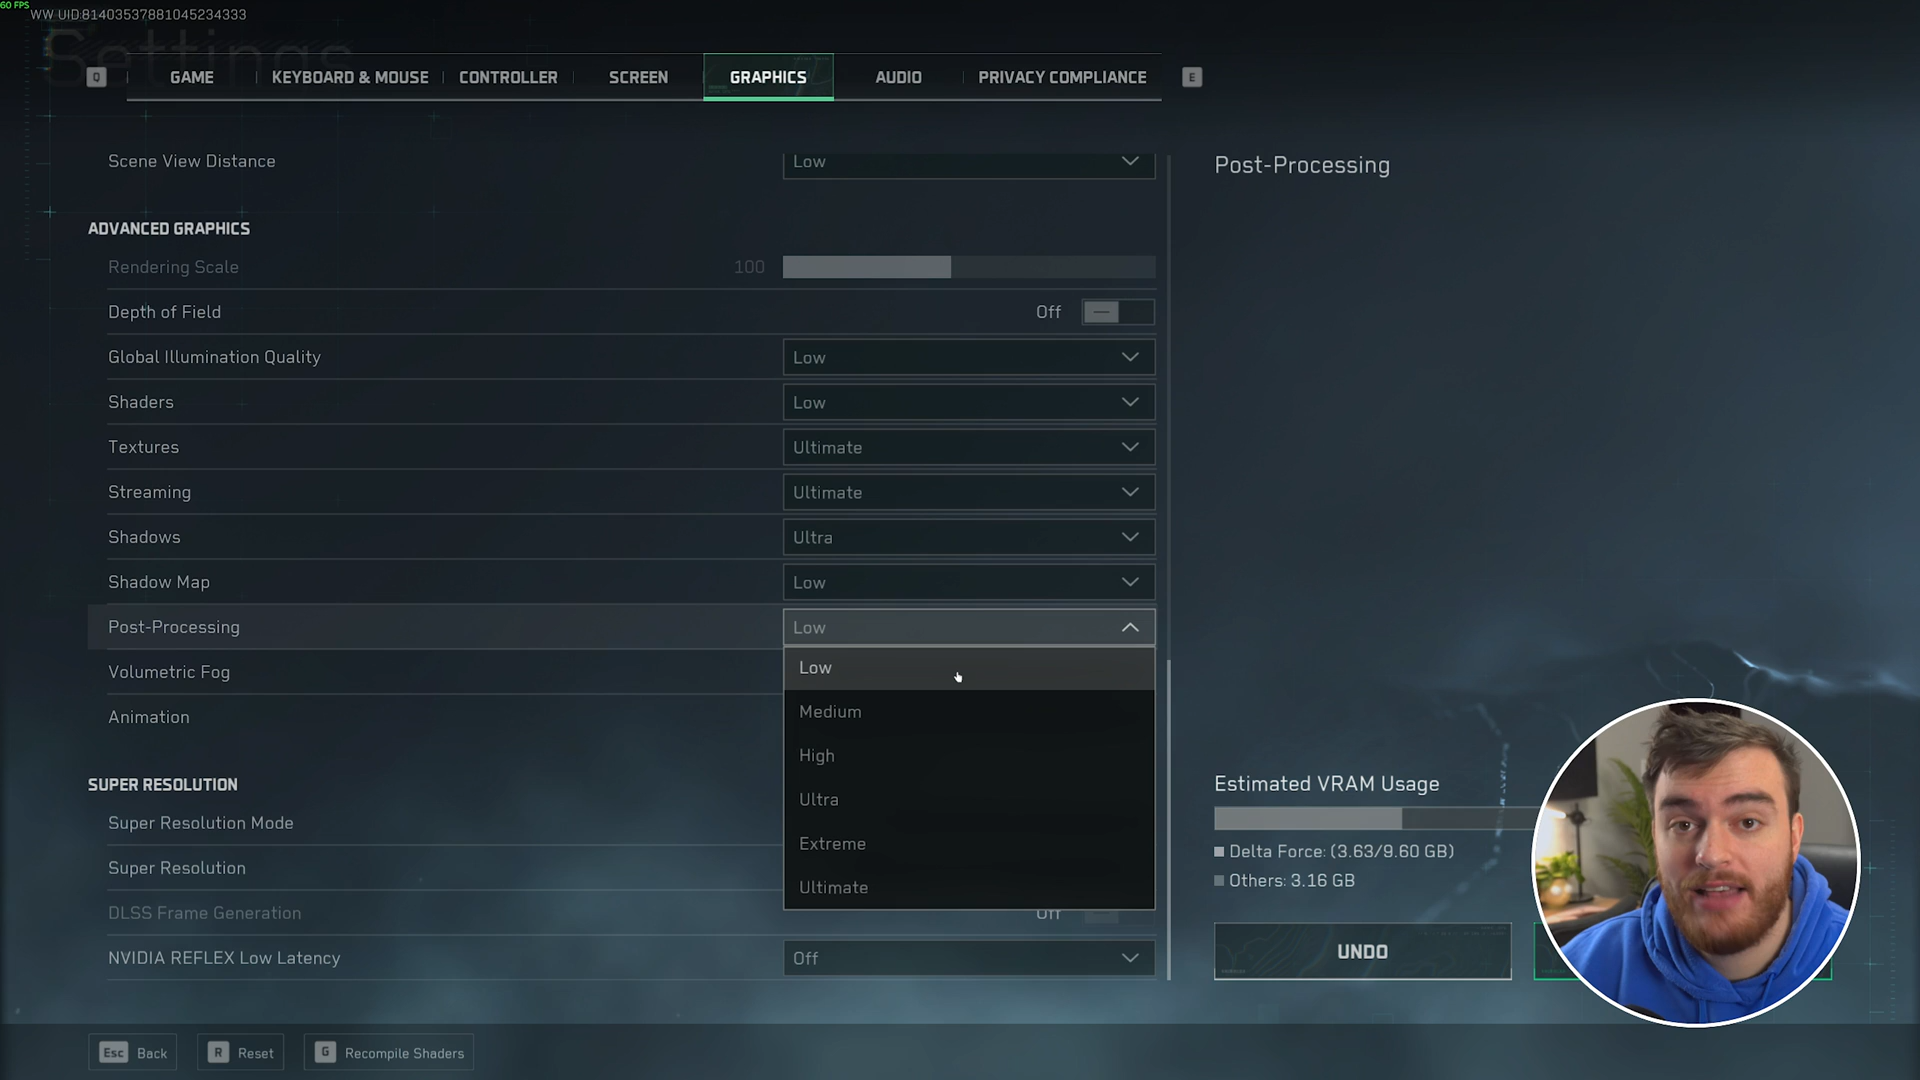 60 FPS
WW UID:81403537881045234333
Settings
Q GAME KEYBOARD & MOUSE CONTROLLER SCREEN GRAPHICS AUDIO PRIVACY COMPLIANCE E
Scene View Distance Low
Post-Processing
ADVANCED GRAPHICS
Rendering Scale 100
Depth of Field Off
Global Illumination Quality Low
Shaders Low
Textures Ultimate
Streaming Ultimate
Shadows Ultra
Shadow Map Low
Post-Processing Low
Low
Volumetric Fog
Medium
Animation
High
SUPER RESOLUTION
Ultra
Super Resolution Mode
Extreme
Super Resolution
Ultimate
DLSS Frame Generation Off
NVIDIA REFLEX Low Latency Off
Estimated VRAM Usage
Delta Force: (3.63/9.60 GB)
Others: 3.16 GB
UNDO
Esc Back R Reset G Recompile Shaders